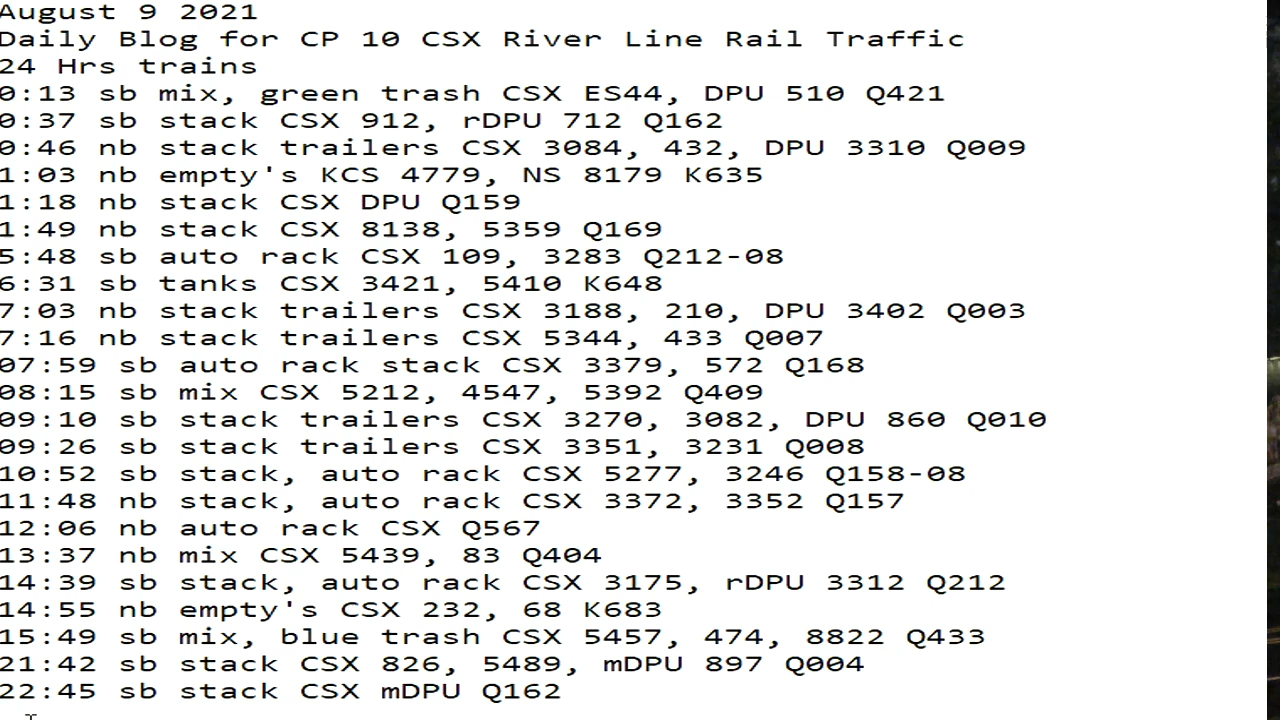 August 9 2021
Daily Blog for CP 10 CSX River Line Rail Traffic
24 Hrs trains
0:13 sb mix, green trash CSX ES44, DPU 510 Q421
0:37 sb stack CSX 912, rDPU 712 Q162
0:46 nb stack trailers CSX 3084, 432, DPU 3310 Q009
1:03 nb empty's KCS 4779, NS 8179 K635
1:18 nb stack CSX DPU Q159
1:49 nb stack CSX 8138, 5359 Q169
5:48 sb auto rack CSX 109, 3283 Q212-08
6:31 sb tanks CSX 3421, 5410 K648
7:03 nb stack trailers CSX 3188, 210, DPU 3402 Q003
7:16 nb stack trailers CSX 5344, 433 Q007
07:59 sb auto rack stack CSX 3379, 572 Q168
08:15 sb mix CSX 5212, 4547, 5392 Q409
09:10 sb stack trailers CSX 3270, 3082, DPU 860 Q010
09:26 sb stack trailers CSX 3351, 3231 Q008
10:52 sb stack, auto rack CSX 5277, 3246 Q158-08
11:48 nb stack, auto rack CSX 3372, 3352 Q157
12:06 nb auto rack CSX Q567
13:37 nb mix CSX 5439, 83 Q404
14:39 sb stack, auto rack CSX 3175, rDPU 3312 Q212
14:55 nb empty's CSX 232, 68 K683
15:49 sb mix, blue trash CSX 5457, 474, 8822 Q433
21:42 sb stack CSX 826, 5489, mDPU 897 Q004
22:45 sb stack CSX mDPU Q162